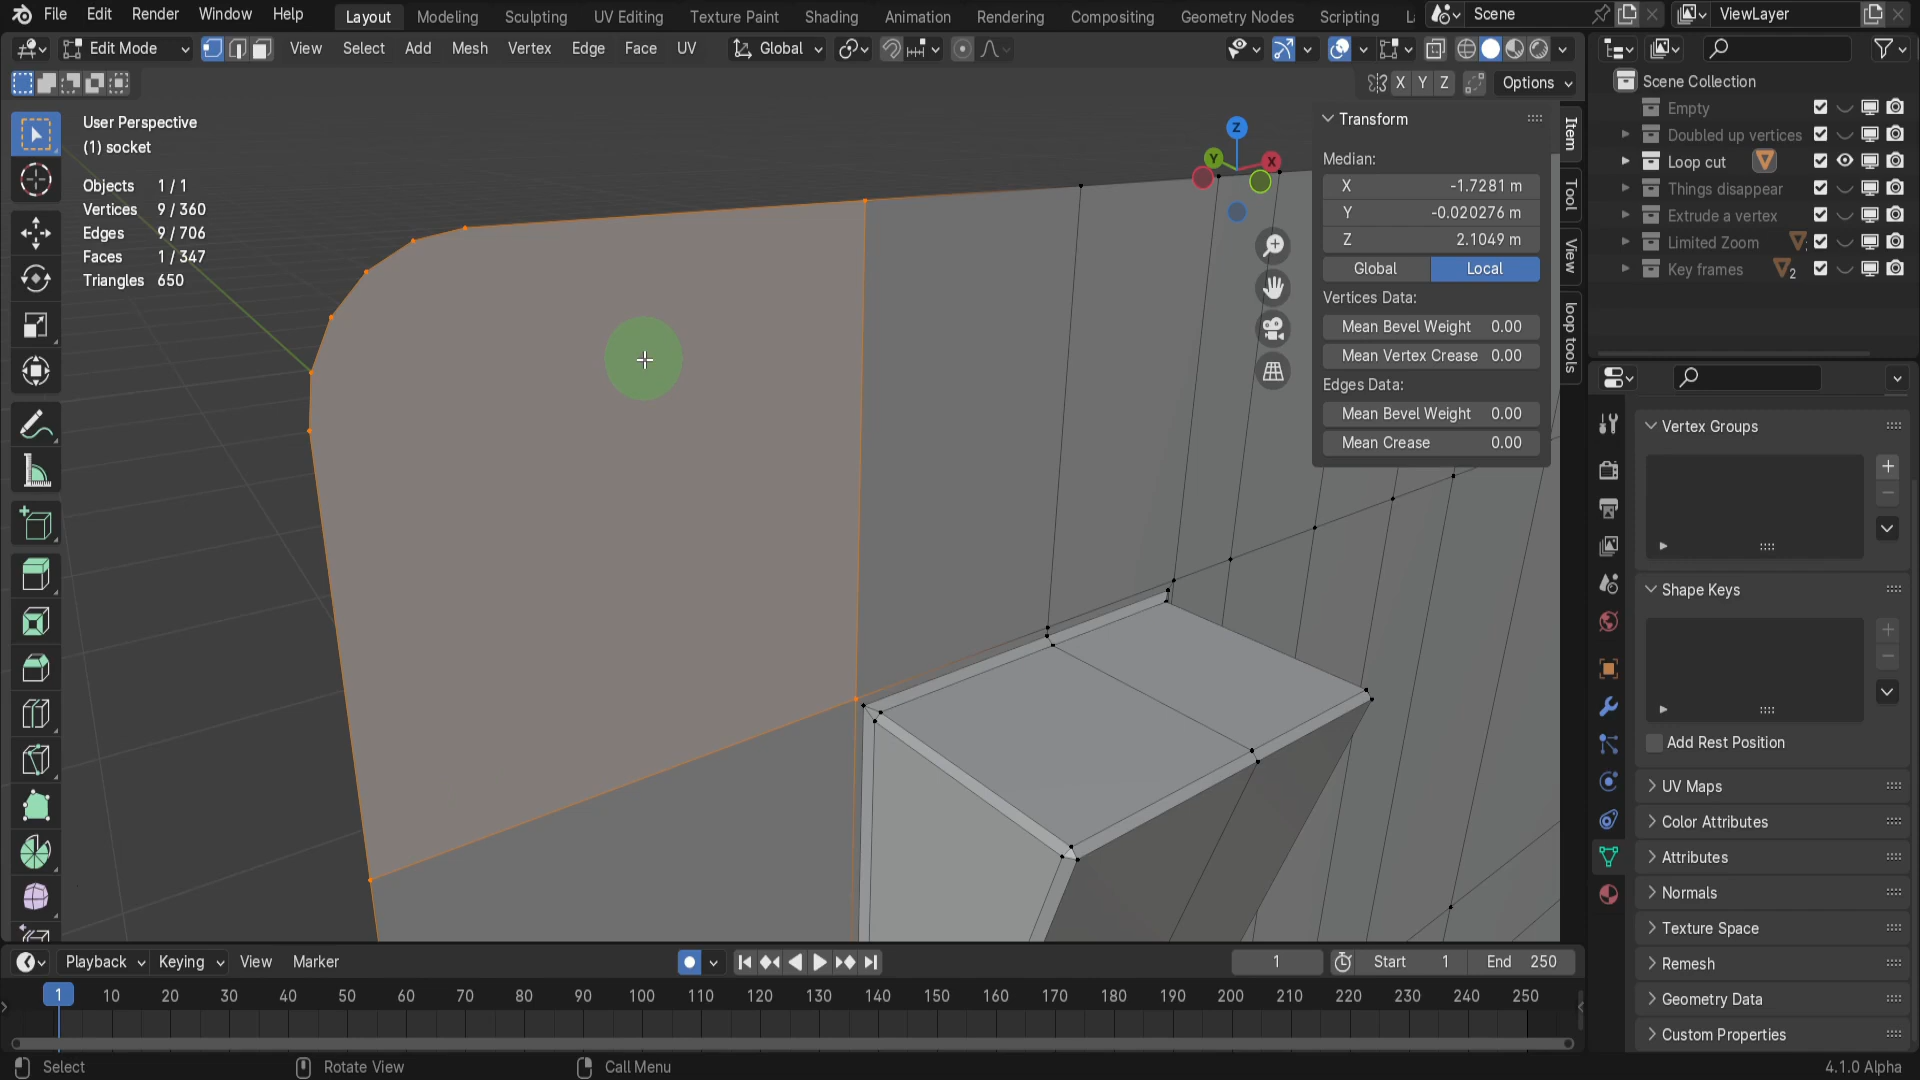 File Edit Render Window Help Layout Modeling Sculpting UV Editing Texture Paint Shading Animation Rendering Compositing Geometry Nodes Scripting Scene ViewLayer
Edit Mode View Select Add Mesh Vertex Edge Face UV Global
X Y Z Options
User Perspective
(1) socket
Objects 1 / 1
Vertices 9 / 360
Edges 9 / 706
Faces 1 / 347
Triangles 650
Z
Y
X
Transform
Median:
X -1.7281 m
Y -0.020276 m
Z 2.1049 m
Global Local
Vertices Data:
Mean Bevel Weight 0.00
Mean Vertex Crease 0.00
Edges Data:
Mean Bevel Weight 0.00
Mean Crease 0.00
Item
Tool
View
loop tools
Scene Collection
Empty
Doubled up vertices
Loop cut
Things disappear
Extrude a vertex
Limited Zoom
Key frames 2
Vertex Groups
Shape Keys
Add Rest Position
UV Maps
Color Attributes
Attributes
Normals
Texture Space
Remesh
Geometry Data
Custom Properties
Playback Keying View Marker 1 Start 1 End 250
1 10 20 30 40 50 60 70 80 90 100 110 120 130 140 150 160 170 180 190 200 210 220 230 240 250
Select Rotate View Call Menu 4.1.0 Alpha